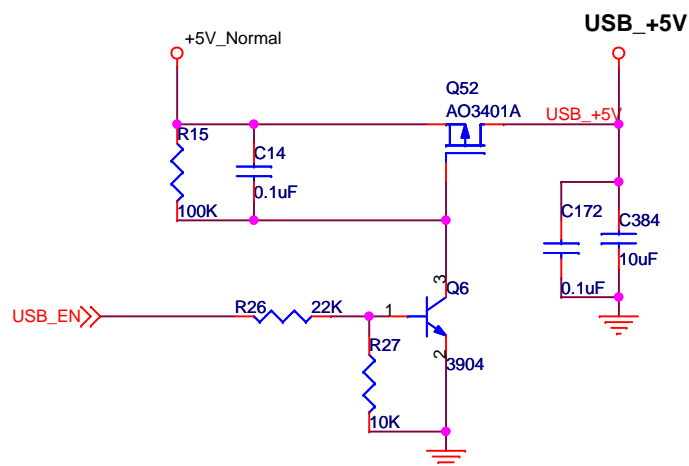 USB_+5V
+5V_Normal
Q52
AO3401A
USB_+5V
R15
C14
0.1uF
100K
C172
C384
10uF
0.1uF
3
Q6
R26
22K
1
USB_EN
R27
2
3904
10K